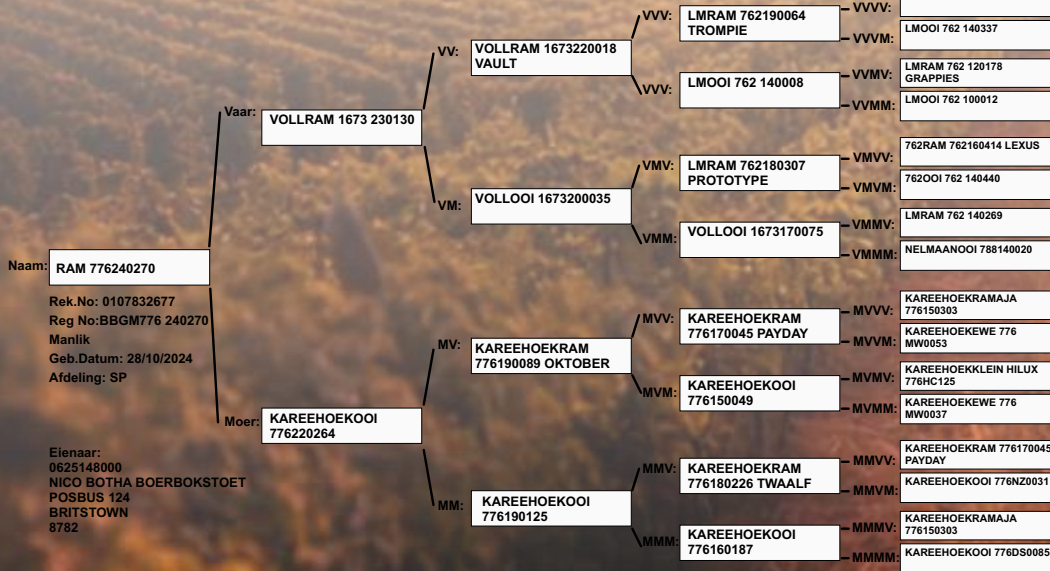 Naam:
RAM 776240270
Rek.No: 0107832677
Reg No:BBGM776 240270
Manlik
Geb.Datum: 28/10/2024
Afdeling: SP
Eienaar:
0625148000
NICO BOTHA BOERBOKSTOET
POSBUS 124
BRITSTOWN
8782
Vaar:
VOLLRAM 1673 230130
Moer:
KAREEHOEKOOI
776220264
VV:
VOLLRAM 1673220018
VAULT
VM:
VOLLOOI 1673200035
MV:
KAREEHOEKRAM
776190089 OKTOBER
MM:
KAREEHOEKOOI
776190125
VVV:
LMRAM 762190064
TROMPIE
VVV:
LMOOI 762 140008
VMV:
LMRAM 762180307
PROTOTYPE
VMM:
VOLLOOI 1673170075
MVV:
KAREEHOEKRAM
776170045 PAYDAY
MVM:
KAREEHOEKOOI
776150049
MMV:
KAREEHOEKRAM
776180226 TWAALF
MMM:
KAREEHOEKOOI
776160187
VVVV:
VVVM:
LMOOI 762 140337
VVMV:
LMRAM 762 120178
GRAPPIES
VVMM:
LMOOI 762 100012
VMVV:
762RAM 762160414 LEXUS
VMVM:
762OOI 762 140440
VMMV:
LMRAM 762 140269
VMMM:
NELMAANOOI 788140020
MVVV:
KAREEHOEKRAMAJA
776150303
MVVM:
KAREEHOEKEWE 776
MW0053
MVMV:
KAREEHOEKKLEIN HILUX
776HC125
MVMM:
KAREEHOEKEWE 776
MW0037
MMVV:
KAREEHOEKRAM 776170045
PAYDAY
MMVM:
KAREEHOEKOOI 776NZ0031
MMMV:
KAREEHOEKRAMAJA
776150303
MMMM:
KAREEHOEKOOI 776DS0085